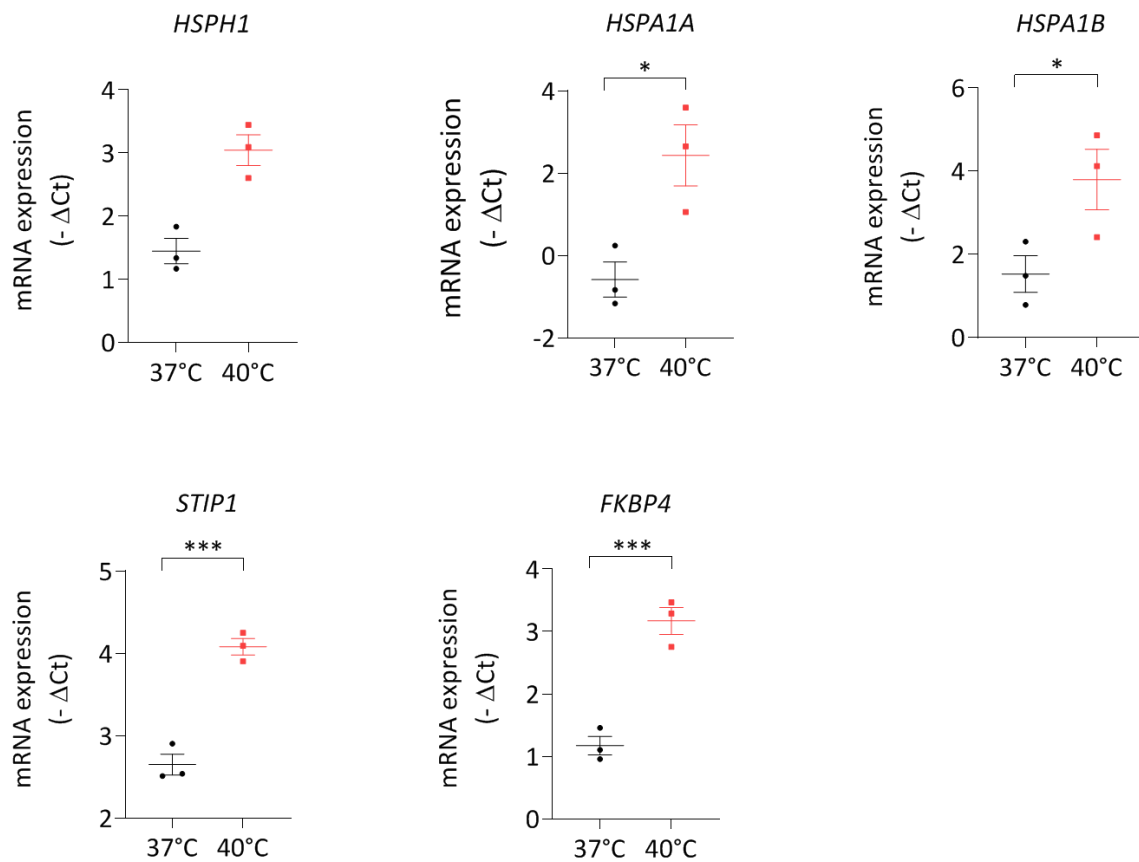 HSPH1
mRNA expression
(- ΔCt)
4
3
2
1
0
37°C 40°C
HSPA1A
*
mRNA expression
(- ΔCt)
4
2
0
-2
37°C 40°C
HSPA1B
*
mRNA expression
(- ΔCt)
6
4
2
0
37°C 40°C
STIP1
***
mRNA expression
(- ΔCt)
5
4
3
2
37°C 40°C
FKBP4
***
mRNA expression
(- ΔCt)
4
3
2
1
0
37°C 40°C